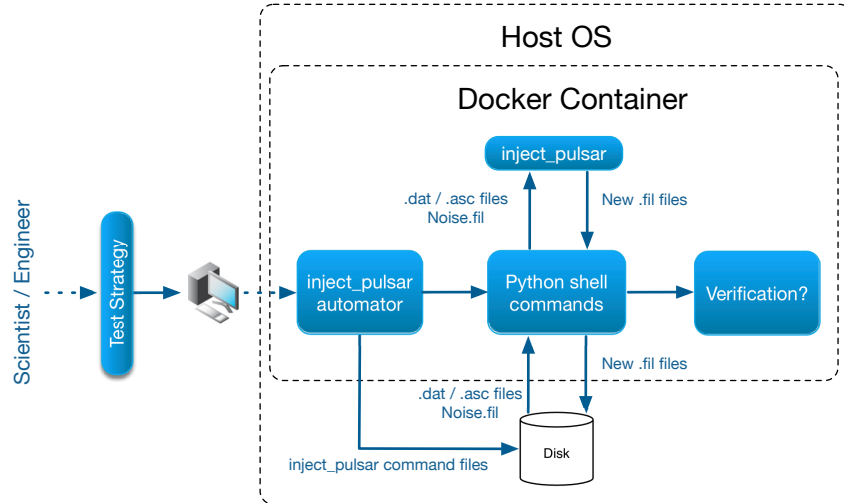 Host OS
Docker Container
inject_pulsar
.dat / .asc files
Noise.fil
New .fil files
Scientist / Engineer
Test Strategy
inject_pulsar
automator
Python shell
commands
Verification?
.dat / .asc files
Noise.fil
New .fil files
Disk
inject_pulsar command files